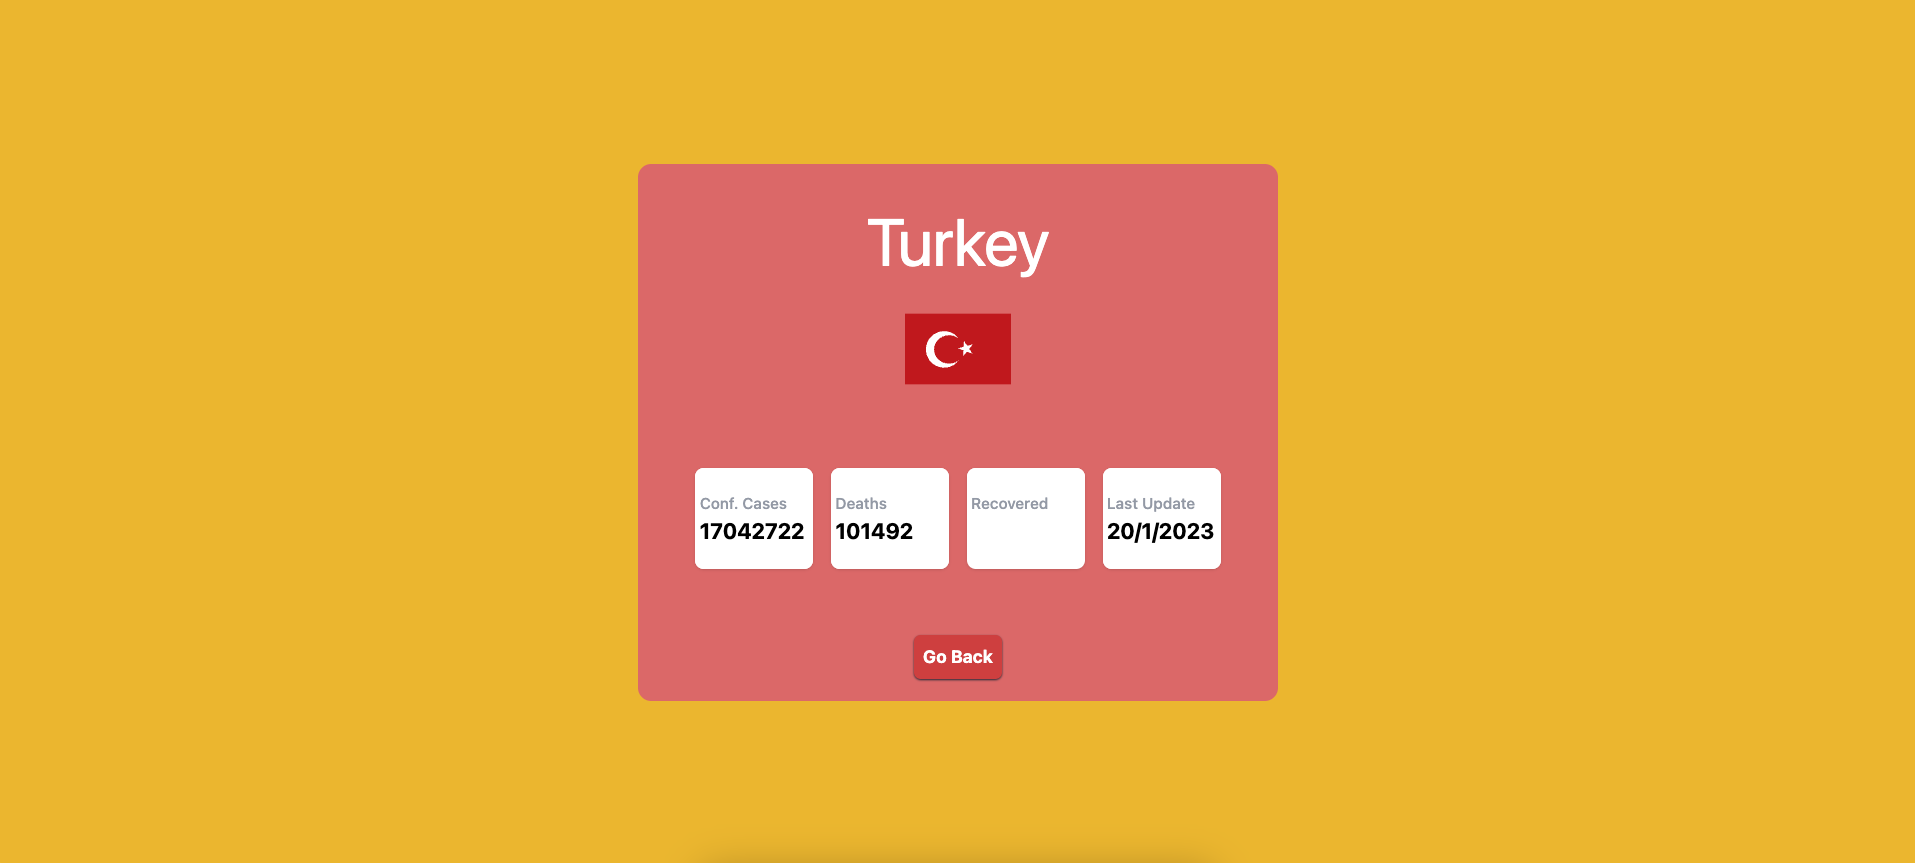 Turkey
Conf. Cases
17042722
Deaths
101492
Recovered
Last Update
20/1/2023
Go Back